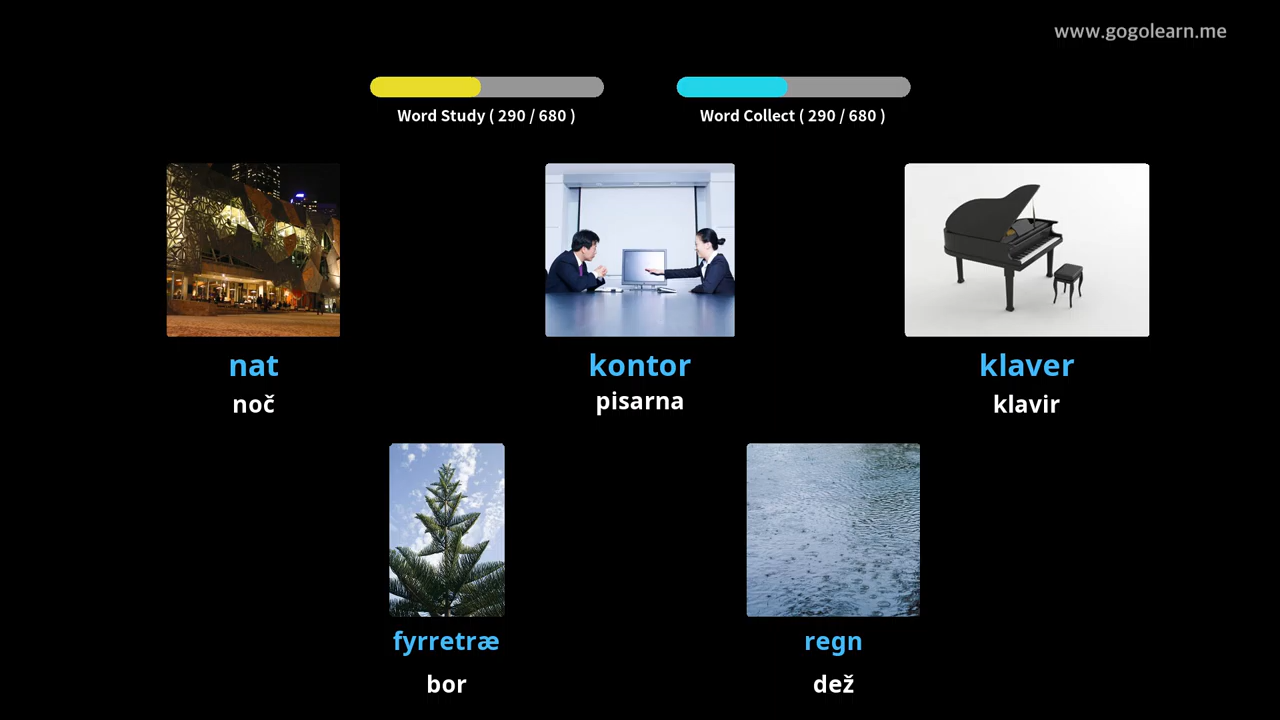 www.gogolearn.me
Word Study ( 290 / 680 )
Word Collect ( 290 / 680 )
nat
noč
kontor
pisarna
klaver
klavir
fyrretræ
bor
regn
dež